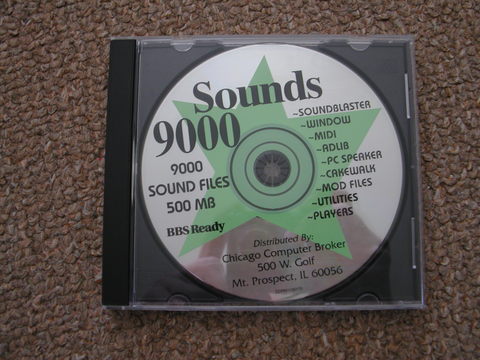 Sounds
9000
9000
SOUND FILES
500 MB
BBS Ready
~SOUNDBLASTER
~WINDOW
~MIDI
~ADLIB
~PC SPEAKER
~CAKEWALK
~MOD FILES
~UTILITIES
~PLAYERS
Distributed By:
Chicago Computer Broker
500 W. Golf
Mt. Prospect, IL 60056